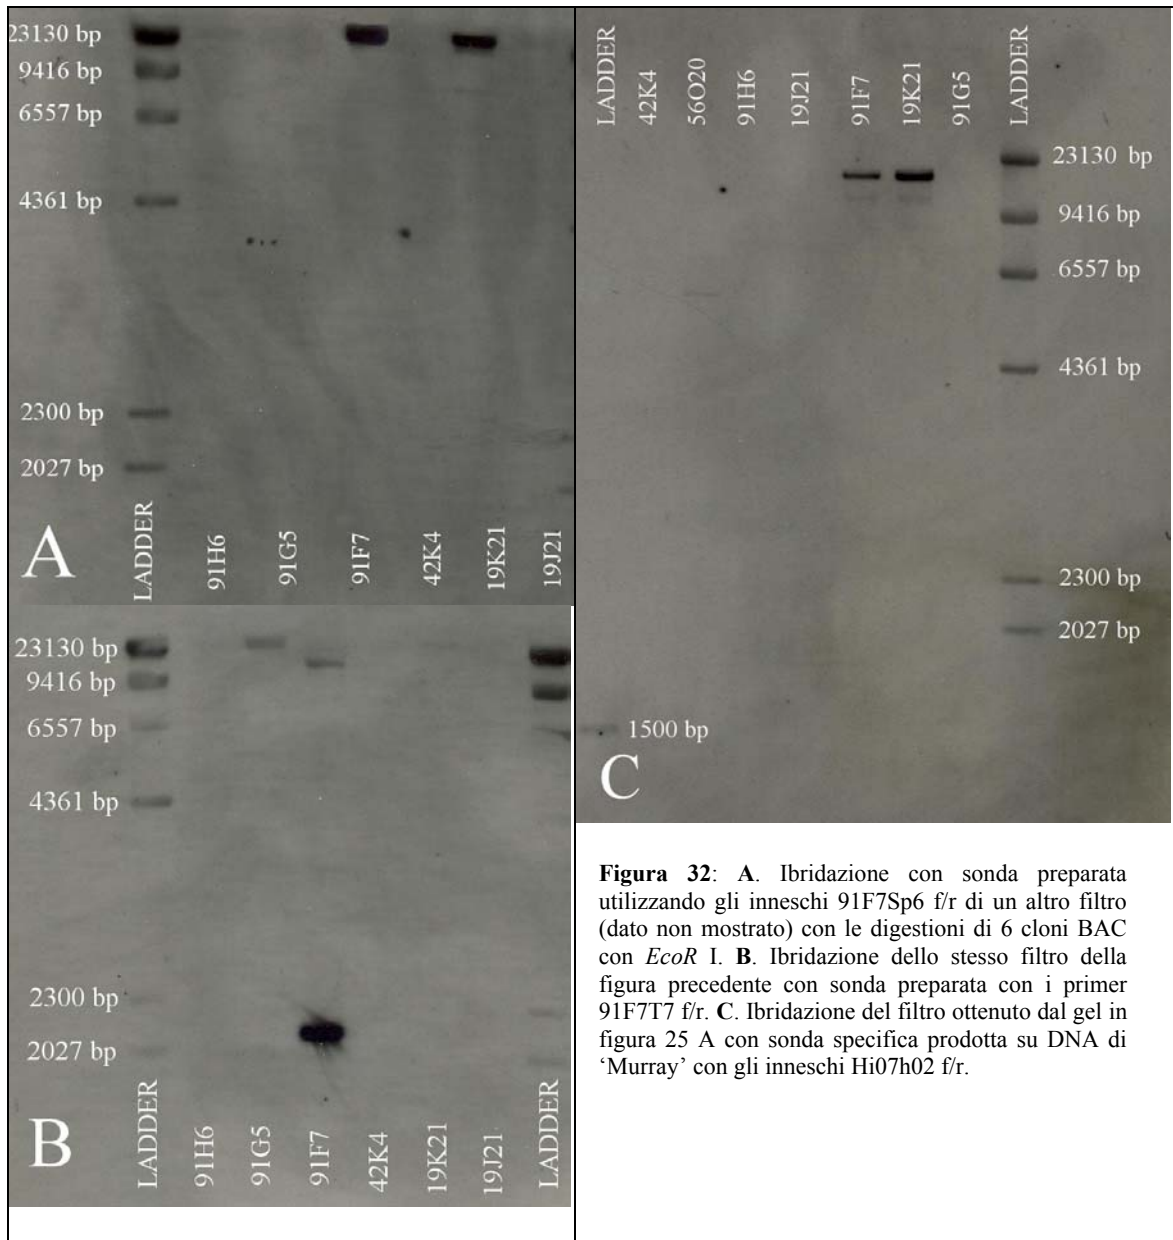 23130 bp
9416 bp
6557 bp
4361 bp
2300 bp
2027 bp
LADDER
91H6
91G5
91F7
42K4
19K21
19J21
A
23130 bp
9416 bp
6557 bp
4361 bp
2300 bp
2027 bp
LADDER
91H6
91G5
91F7
42K4
19K21
19J21
LADDER
B
LADDER
42K4
56O20
91H6
19J21
91F7
19K21
91G5
LADDER
23130 bp
9416 bp
6557 bp
4361 bp
2300 bp
2027 bp
1500 bp
C
Figura 32: A. Ibridazione con sonda preparata
utilizzando gli inneschi 91F7Sp6 f/r di un altro filtro
(dato non mostrato) con le digestioni di 6 cloni BAC
con EcoR I. B. Ibridazione dello stesso filtro della
figura precedente con sonda preparata con i primer
91F7T7 f/r. C. Ibridazione del filtro ottenuto dal gel in
figura 25 A con sonda specifica prodotta su DNA di
‘Murray’ con gli inneschi Hi07h02 f/r.